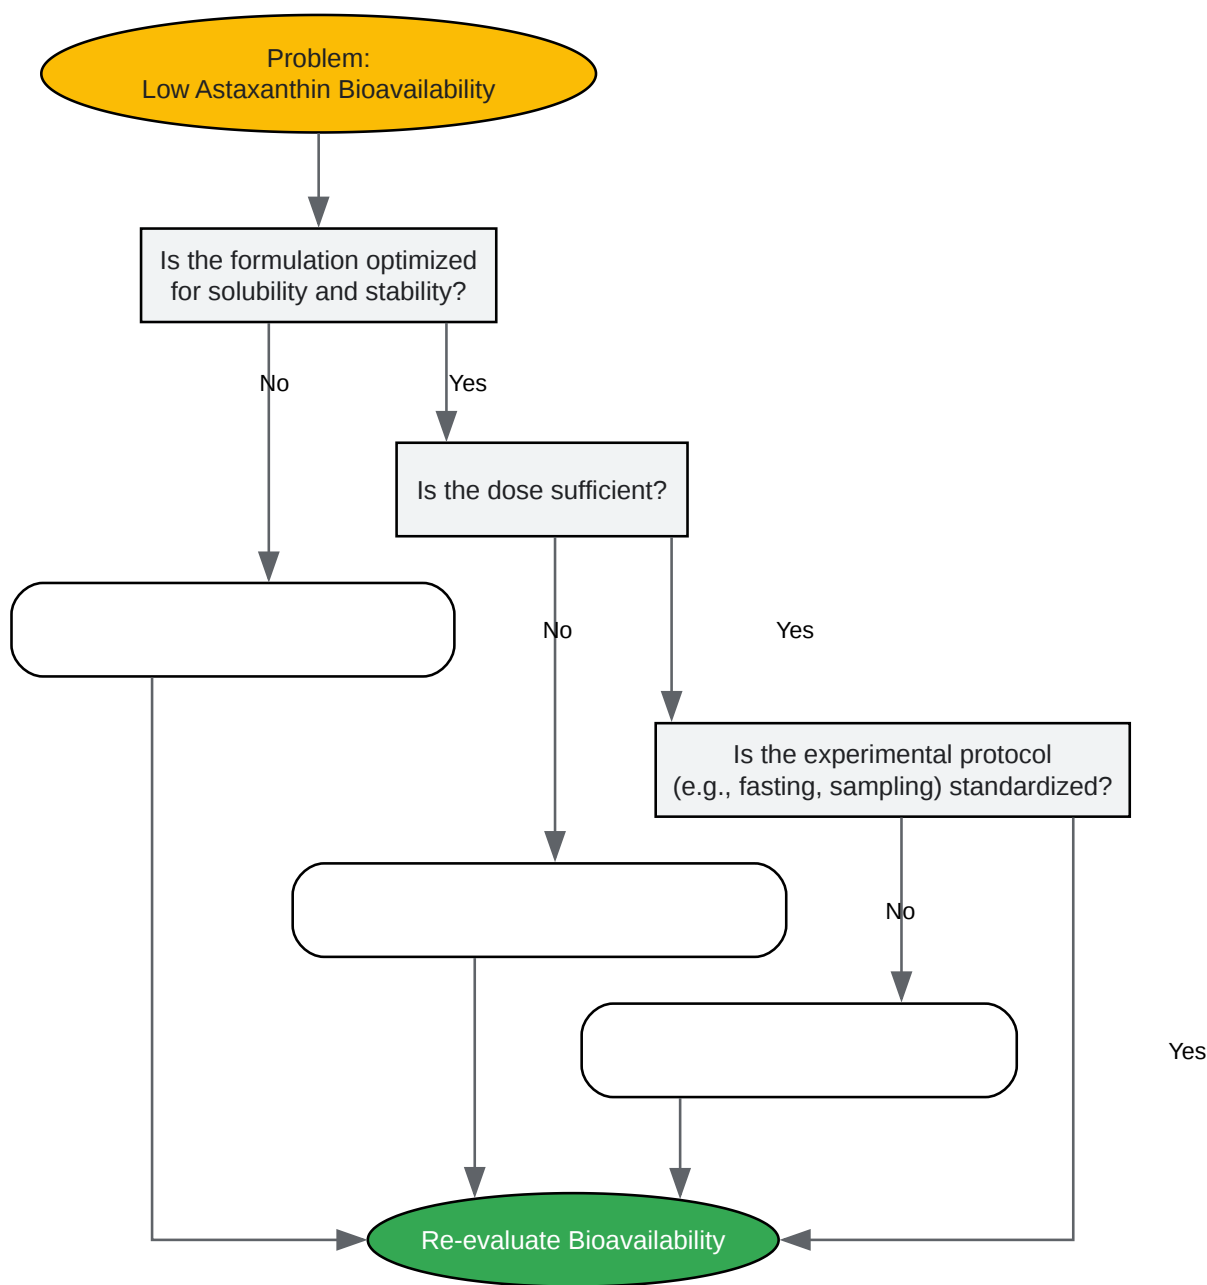 Problem:
Low Astaxanthin Bioavailability
Is the formulation optimized
for solubility and stability?
No
Yes
Is the dose sufficient?
No
Yes
Is the experimental protocol
(e.g., fasting, sampling) standardized?
No
Yes
Re-evaluate Bioavailability